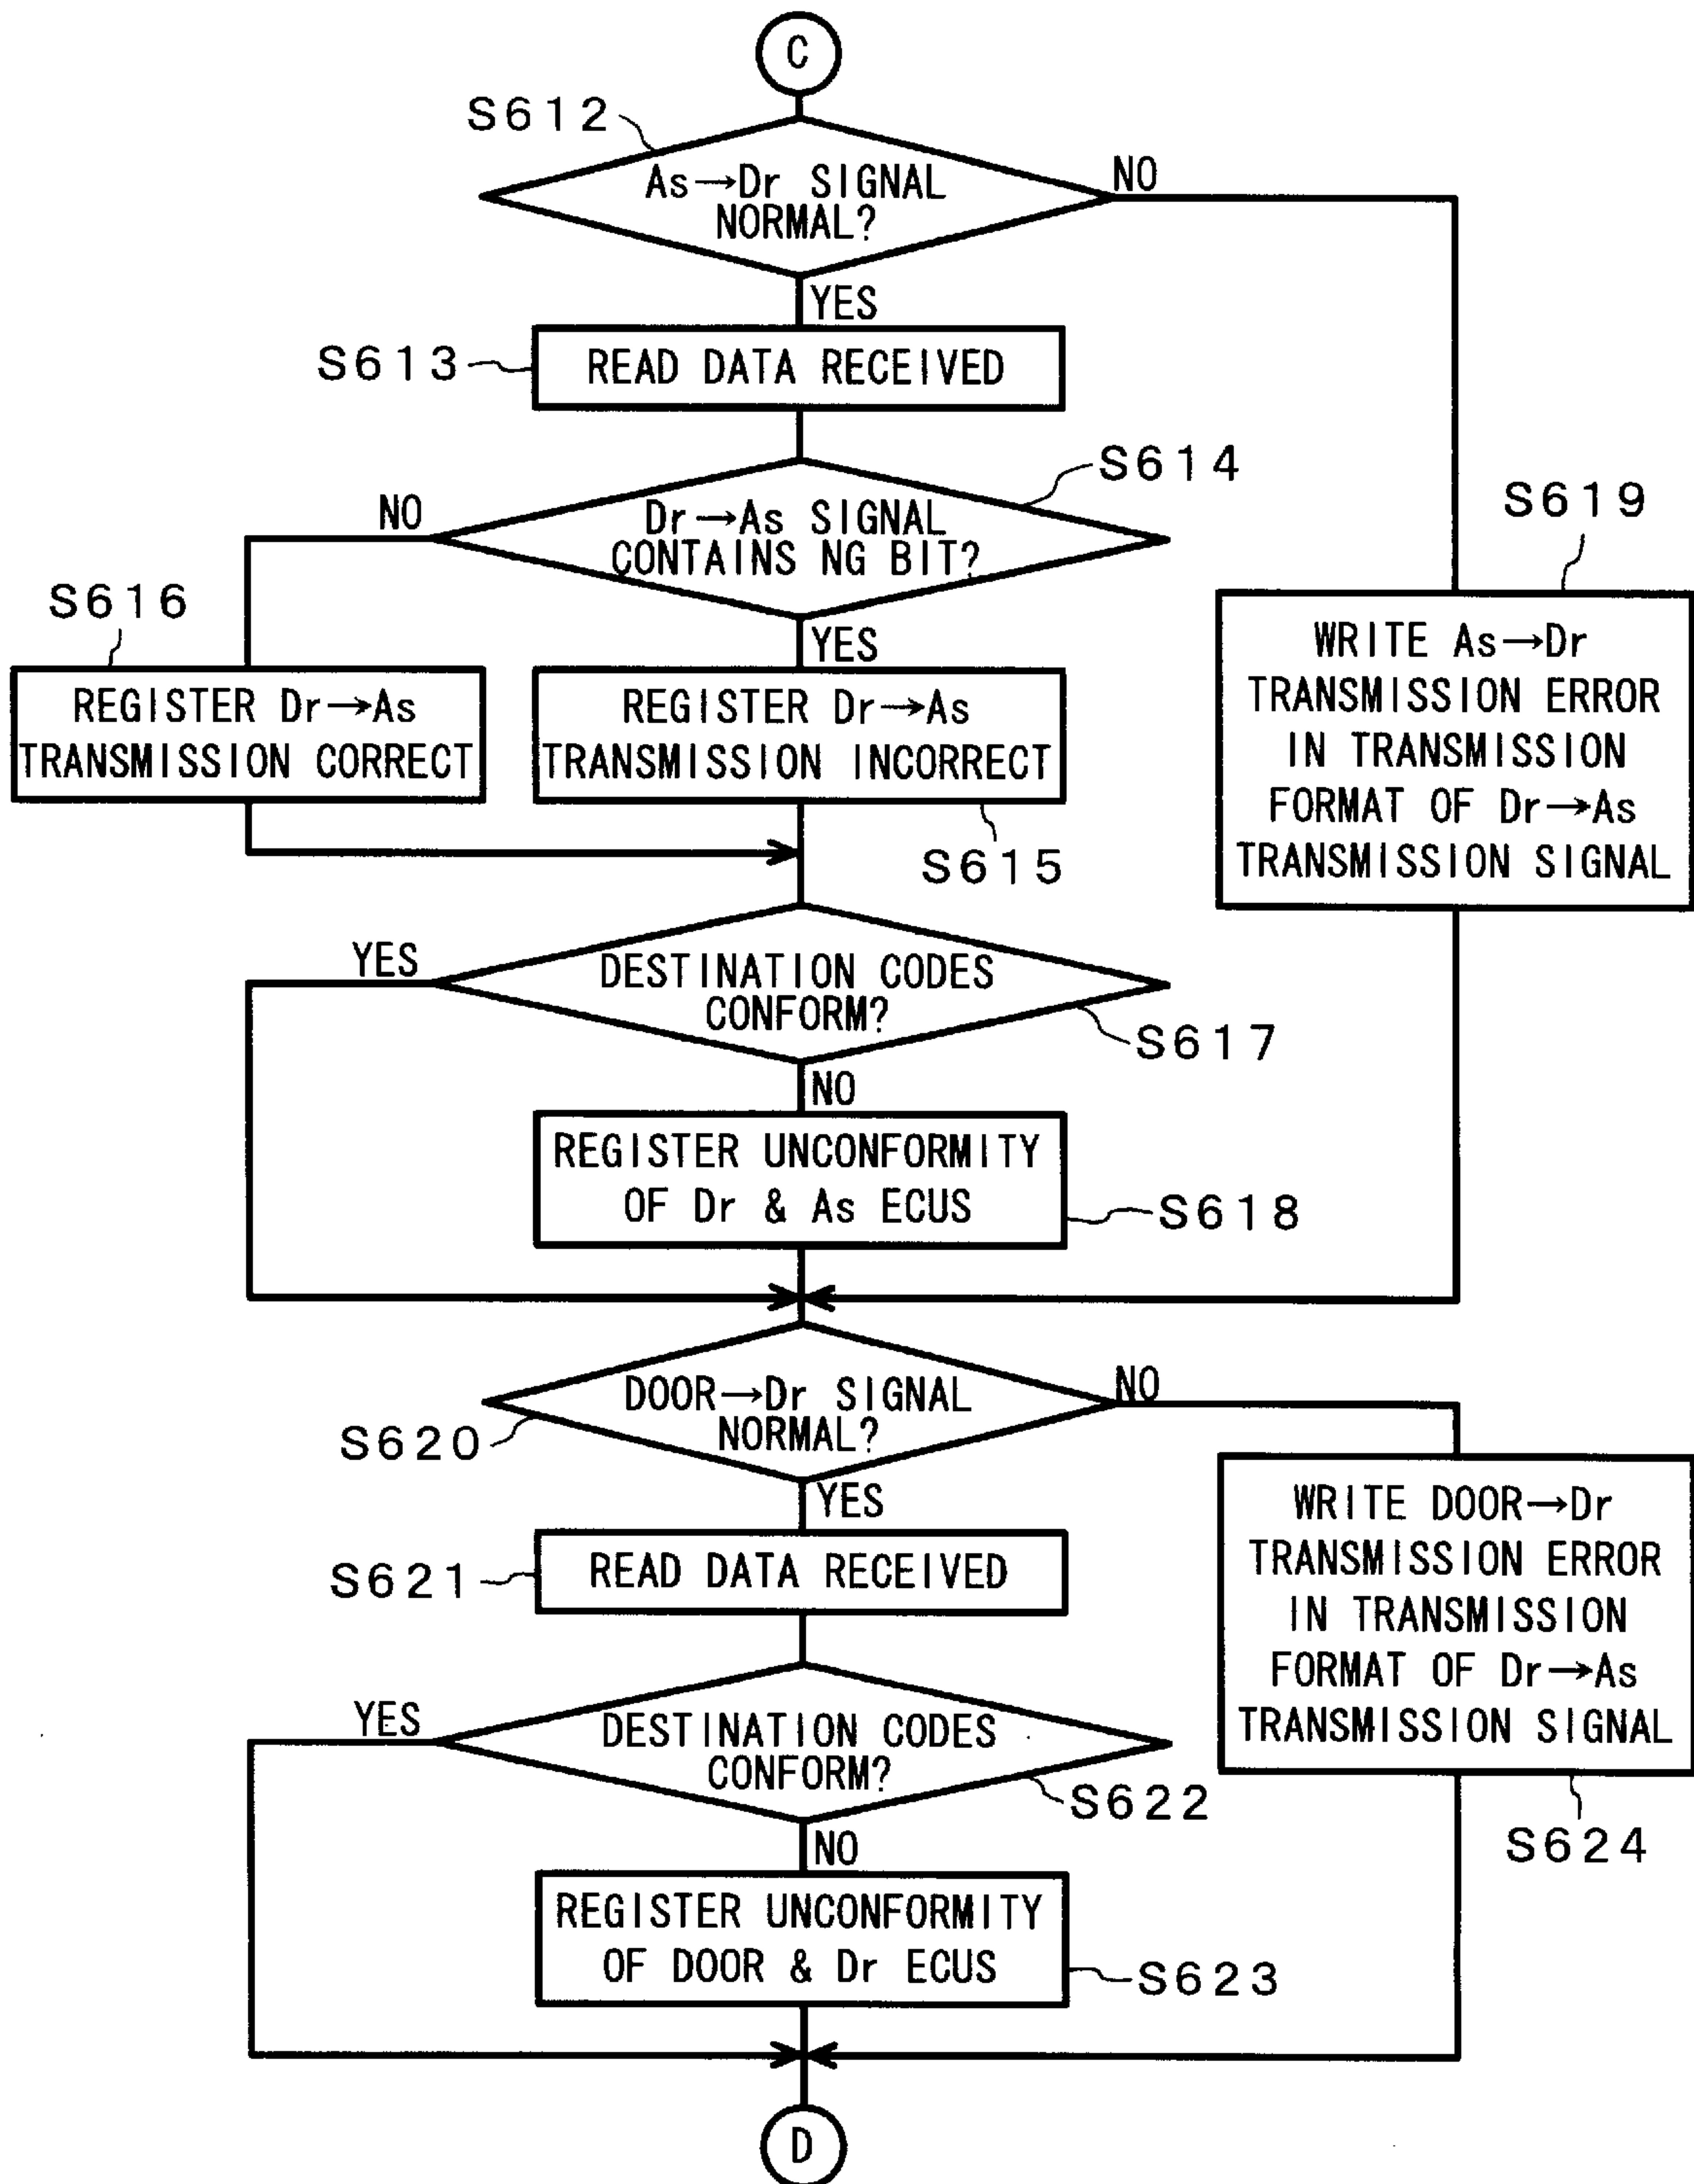 C
S612
As→Dr SIGNAL
NORMAL?
NO
YES
S613
READ DATA RECEIVED
S614
NO
Dr→As SIGNAL
CONTAINS NG BIT?
YES
S616
REGISTER Dr→As
TRANSMISSION CORRECT
REGISTER Dr→As
TRANSMISSION INCORRECT
S615
S619
WRITE As→Dr
TRANSMISSION ERROR
IN TRANSMISSION
FORMAT OF Dr→As
TRANSMISSION SIGNAL
YES
DESTINATION CODES
CONFORM?
S617
NO
REGISTER UNCONFORMITY
OF Dr & As ECUS
S618
DOOR→Dr SIGNAL
NORMAL?
NO
S620
YES
S621
READ DATA RECEIVED
WRITE DOOR→Dr
TRANSMISSION ERROR
IN TRANSMISSION
FORMAT OF Dr→As
TRANSMISSION SIGNAL
S624
YES
DESTINATION CODES
CONFORM?
S622
NO
REGISTER UNCONFORMITY
OF DOOR & Dr ECUS
S623
D